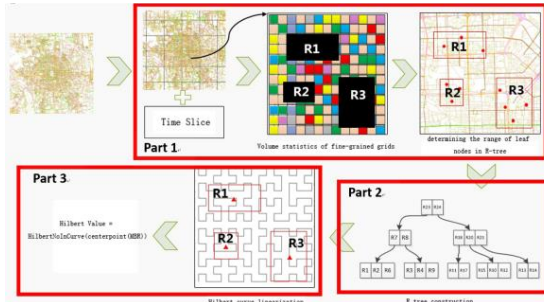 R1
R2
R3
Time Slice
Part 1
Volume statistics of fine-grained grids
R1
R2
R3
determining the range of leaf
nodes in R-tree
Part 3
Hilbert Value =
HilbertNoInCurve(centerpoint(MBR))
R1
R2
R3
Hilbert curve linearization
Part 2
R7 R8
R1 R2 R6
R3 R4 R9
R tree construction